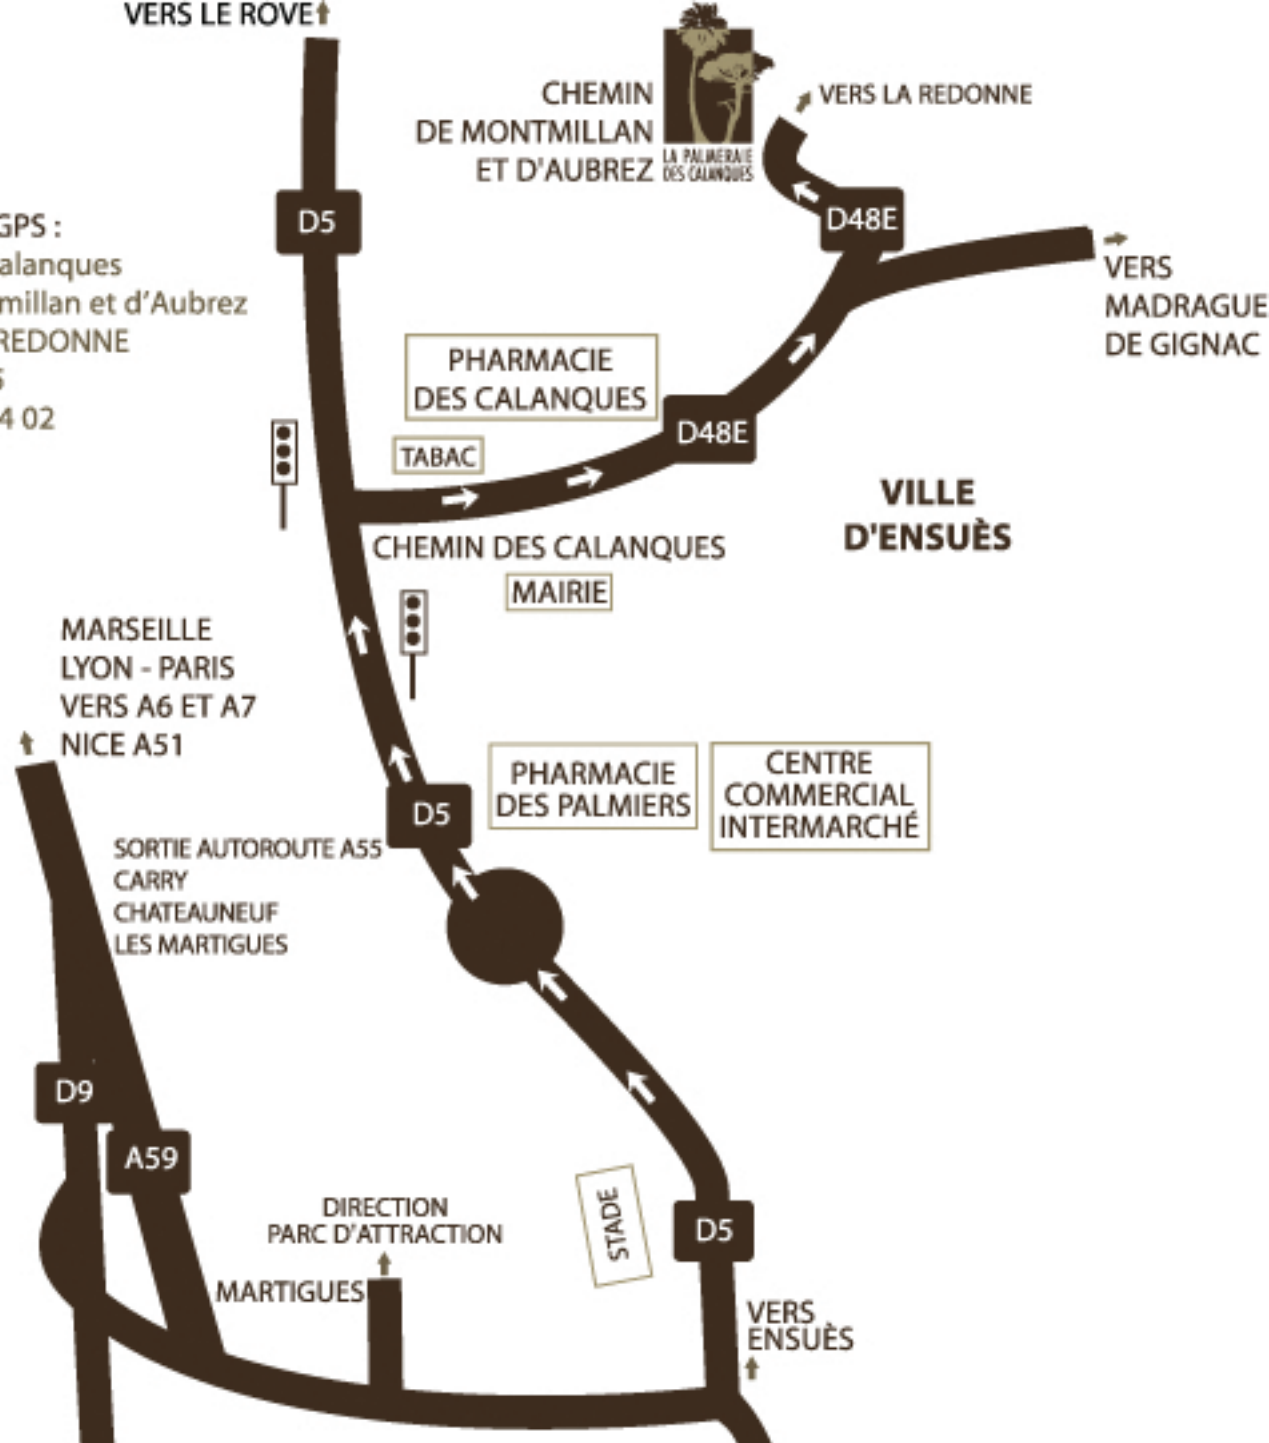 VERS LE ROVE
CHEMIN
DE MONTMILLAN
ET D'AUBREZ
LA PALMERAIE
DES CALANQUES
VERS LA REDONNE
D5
D48E
GPS :
alanques
millan et d'Aubrez
REDONNE
5
4 02
VERS
MADRAGUE
DE GIGNAC
PHARMACIE
DES CALANQUES
D48E
TABAC
VILLE
D'ENSUÈS
CHEMIN DES CALANQUES
MAIRIE
MARSEILLE
LYON - PARIS
VERS A6 ET A7
NICE A51
PHARMACIE
DES PALMIERS
CENTRE
COMMERCIAL
INTERMARCHÉ
D5
SORTIE AUTOROUTE A55
CARRY
CHATEAUNEUF
LES MARTIGUES
D9
A59
DIRECTION
PARC D'ATTRACTION
MARTIGUES
STADE
D5
VERS
ENSUÈS